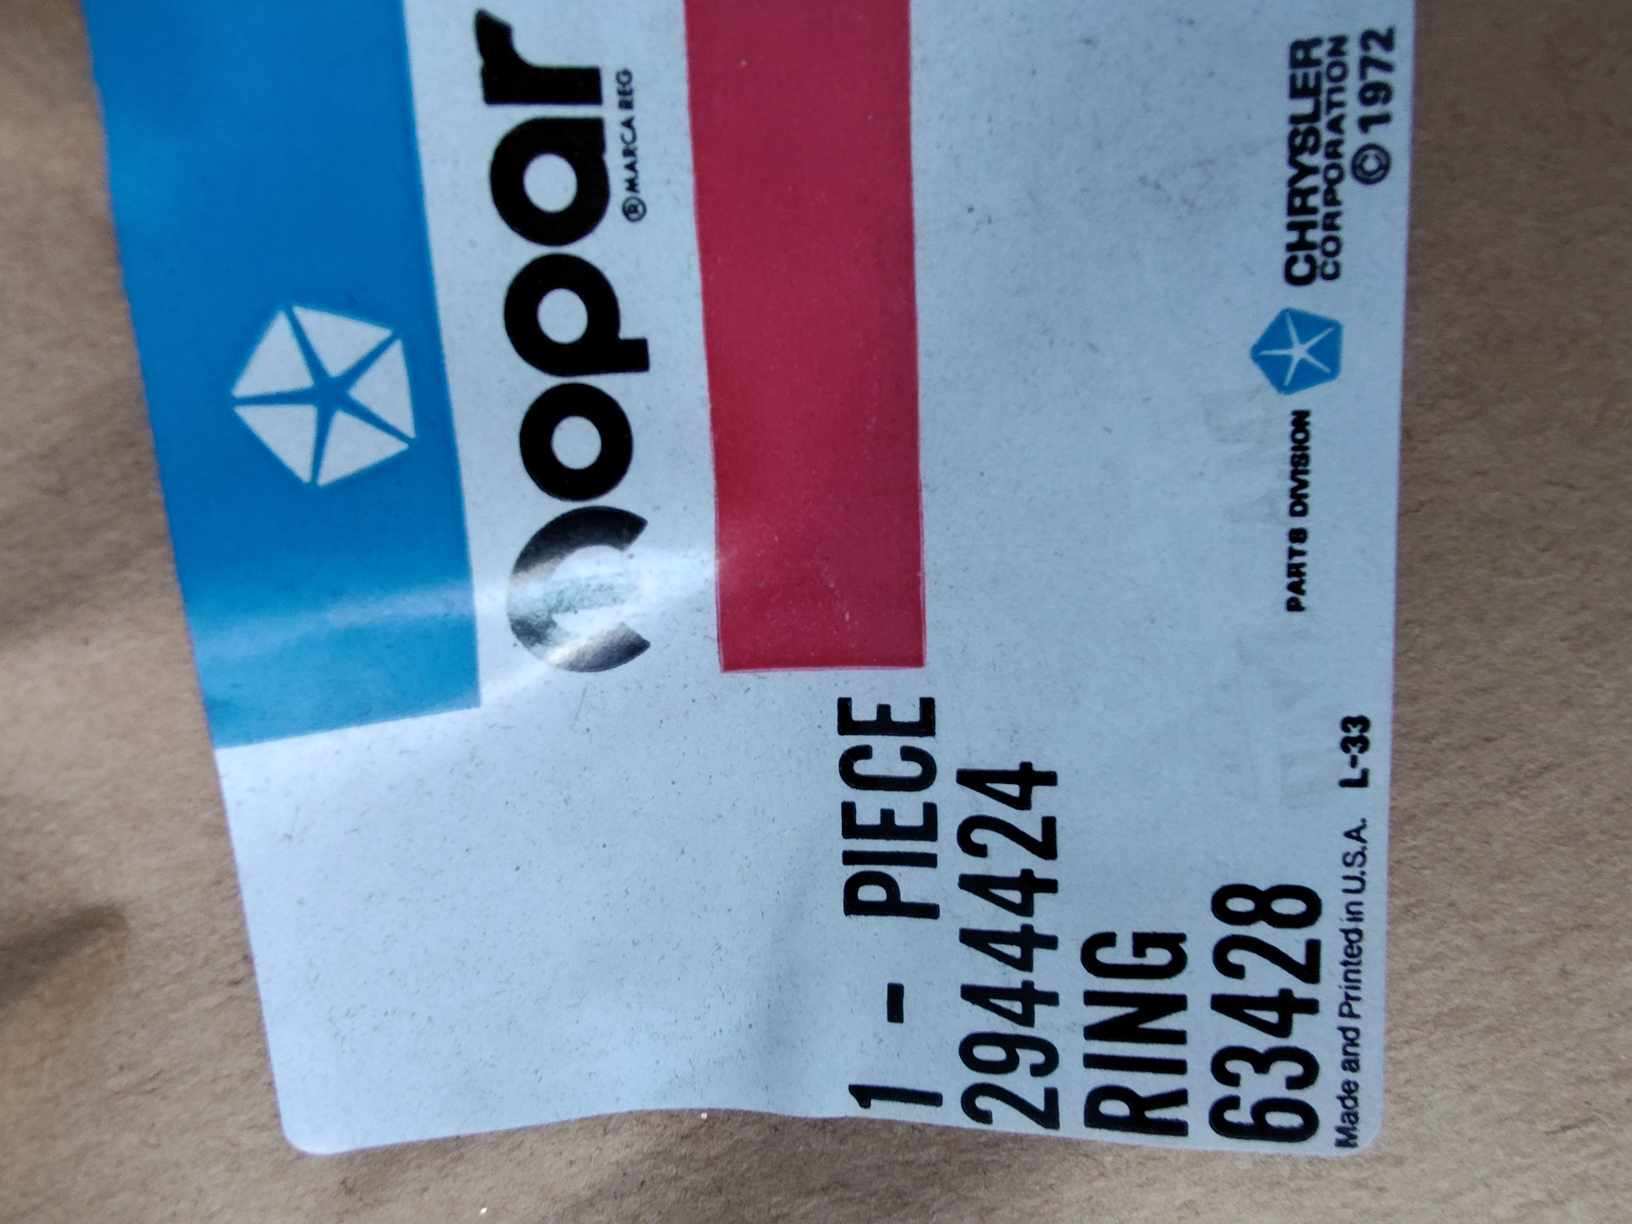 mopar
® MARCA REG
1 - PIECE
2944424
RING
63428
PARTS DIVISION
CHRYSLER
CORPORATION
© 1972
Made and Printed in U.S.A. L-33